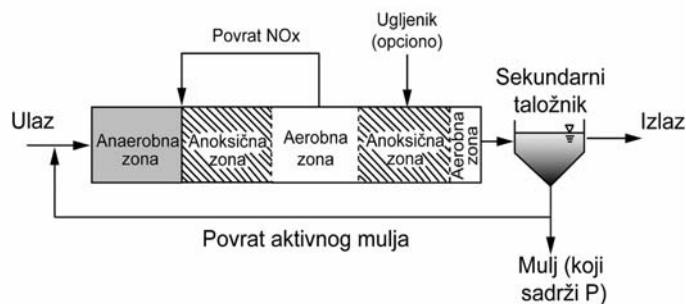 Povrat NOx
Ugljenik
(opciono)
Sekundarni
taložnik
Ulaz
Anaerobna
zona
Anoksična
zona
Aerobna
zona
Anoksična
zona
Aerobna
zona
Izlaz
Povrat aktivnog mulja
Mulj (koji
sadrži P)